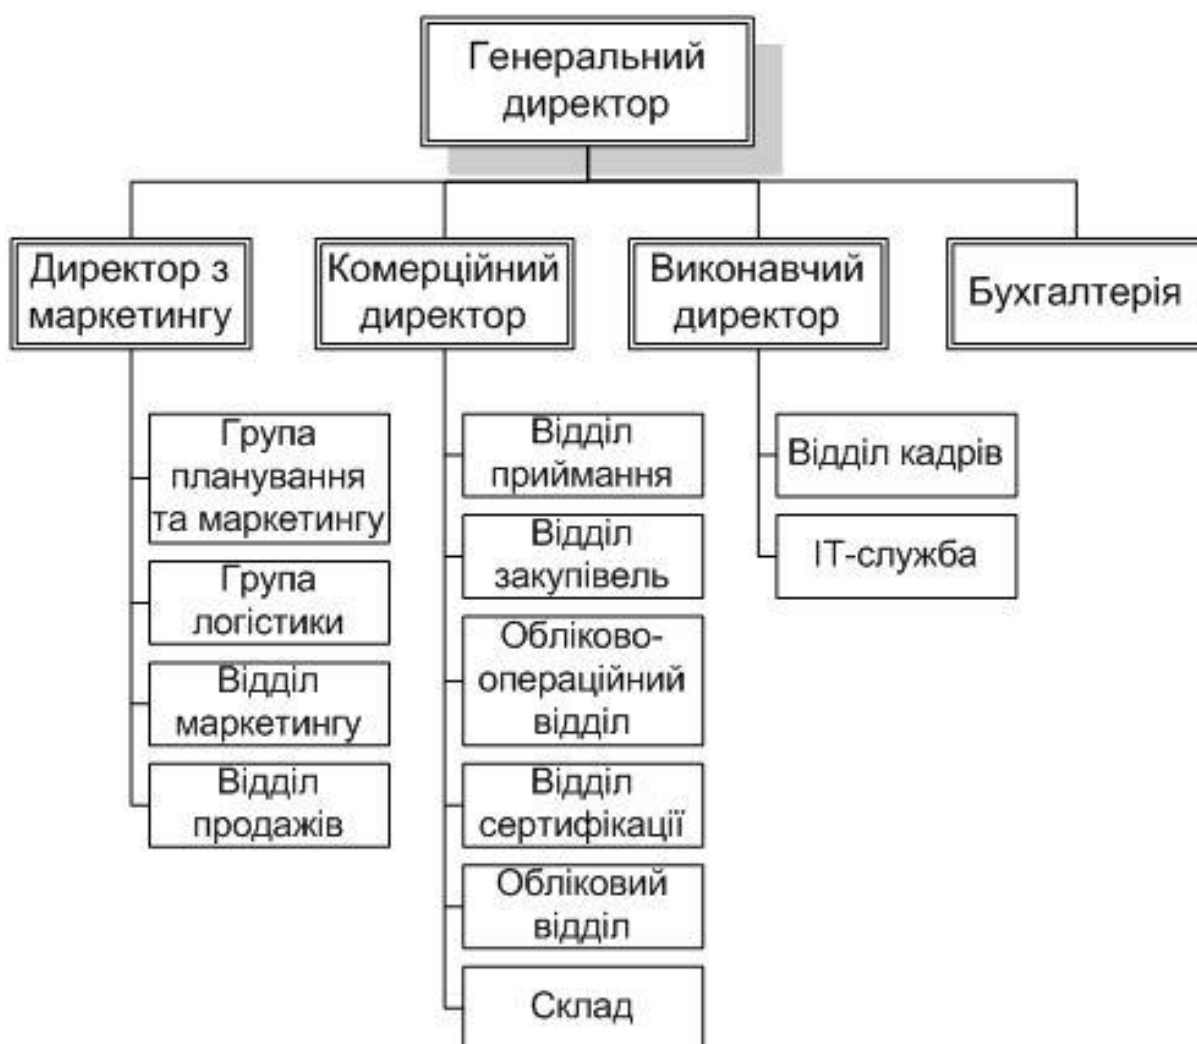 Генеральний
директор
Директор з
маркетингу
Комерційний
директор
Виконавчий
директор
Бухгалтерія
Група
планування
та маркетингу
Група
логістики
Відділ
маркетингу
Відділ
продажів
Відділ
приймання
Відділ
закупівель
Обліково-
операційний
відділ
Відділ
сертифікації
Обліковий
відділ
Склад
Відділ кадрів
ІТ-служба